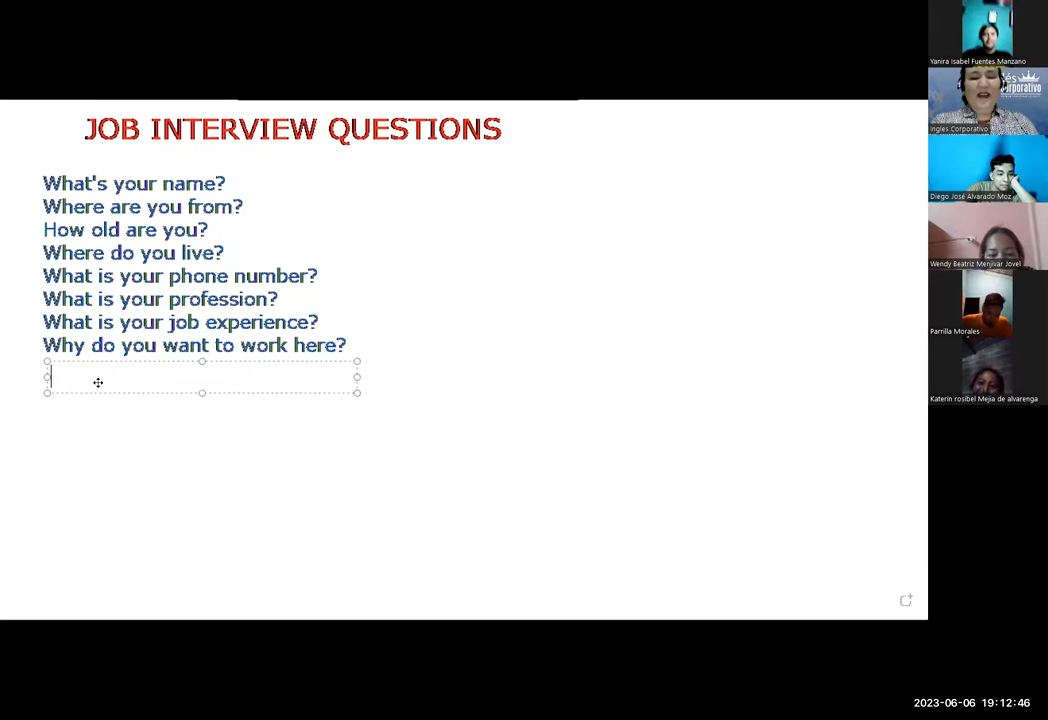 JOB INTERVIEW QUESTIONS
What's your name?
Where are you from?
How old are you?
Where do you live?
What is your phone number?
What is your profession?
What is your job experience?
Why do you want to work here?
Yanira Isabel Fuentes Manzano
Ingles Corporativo
Diego José Alvarado Moz
Wendy Beatriz Menjivar Jovel
Parrilla Morales
Katerin rosibel Mejia de alvarenga
2023-06-06 19:12:46